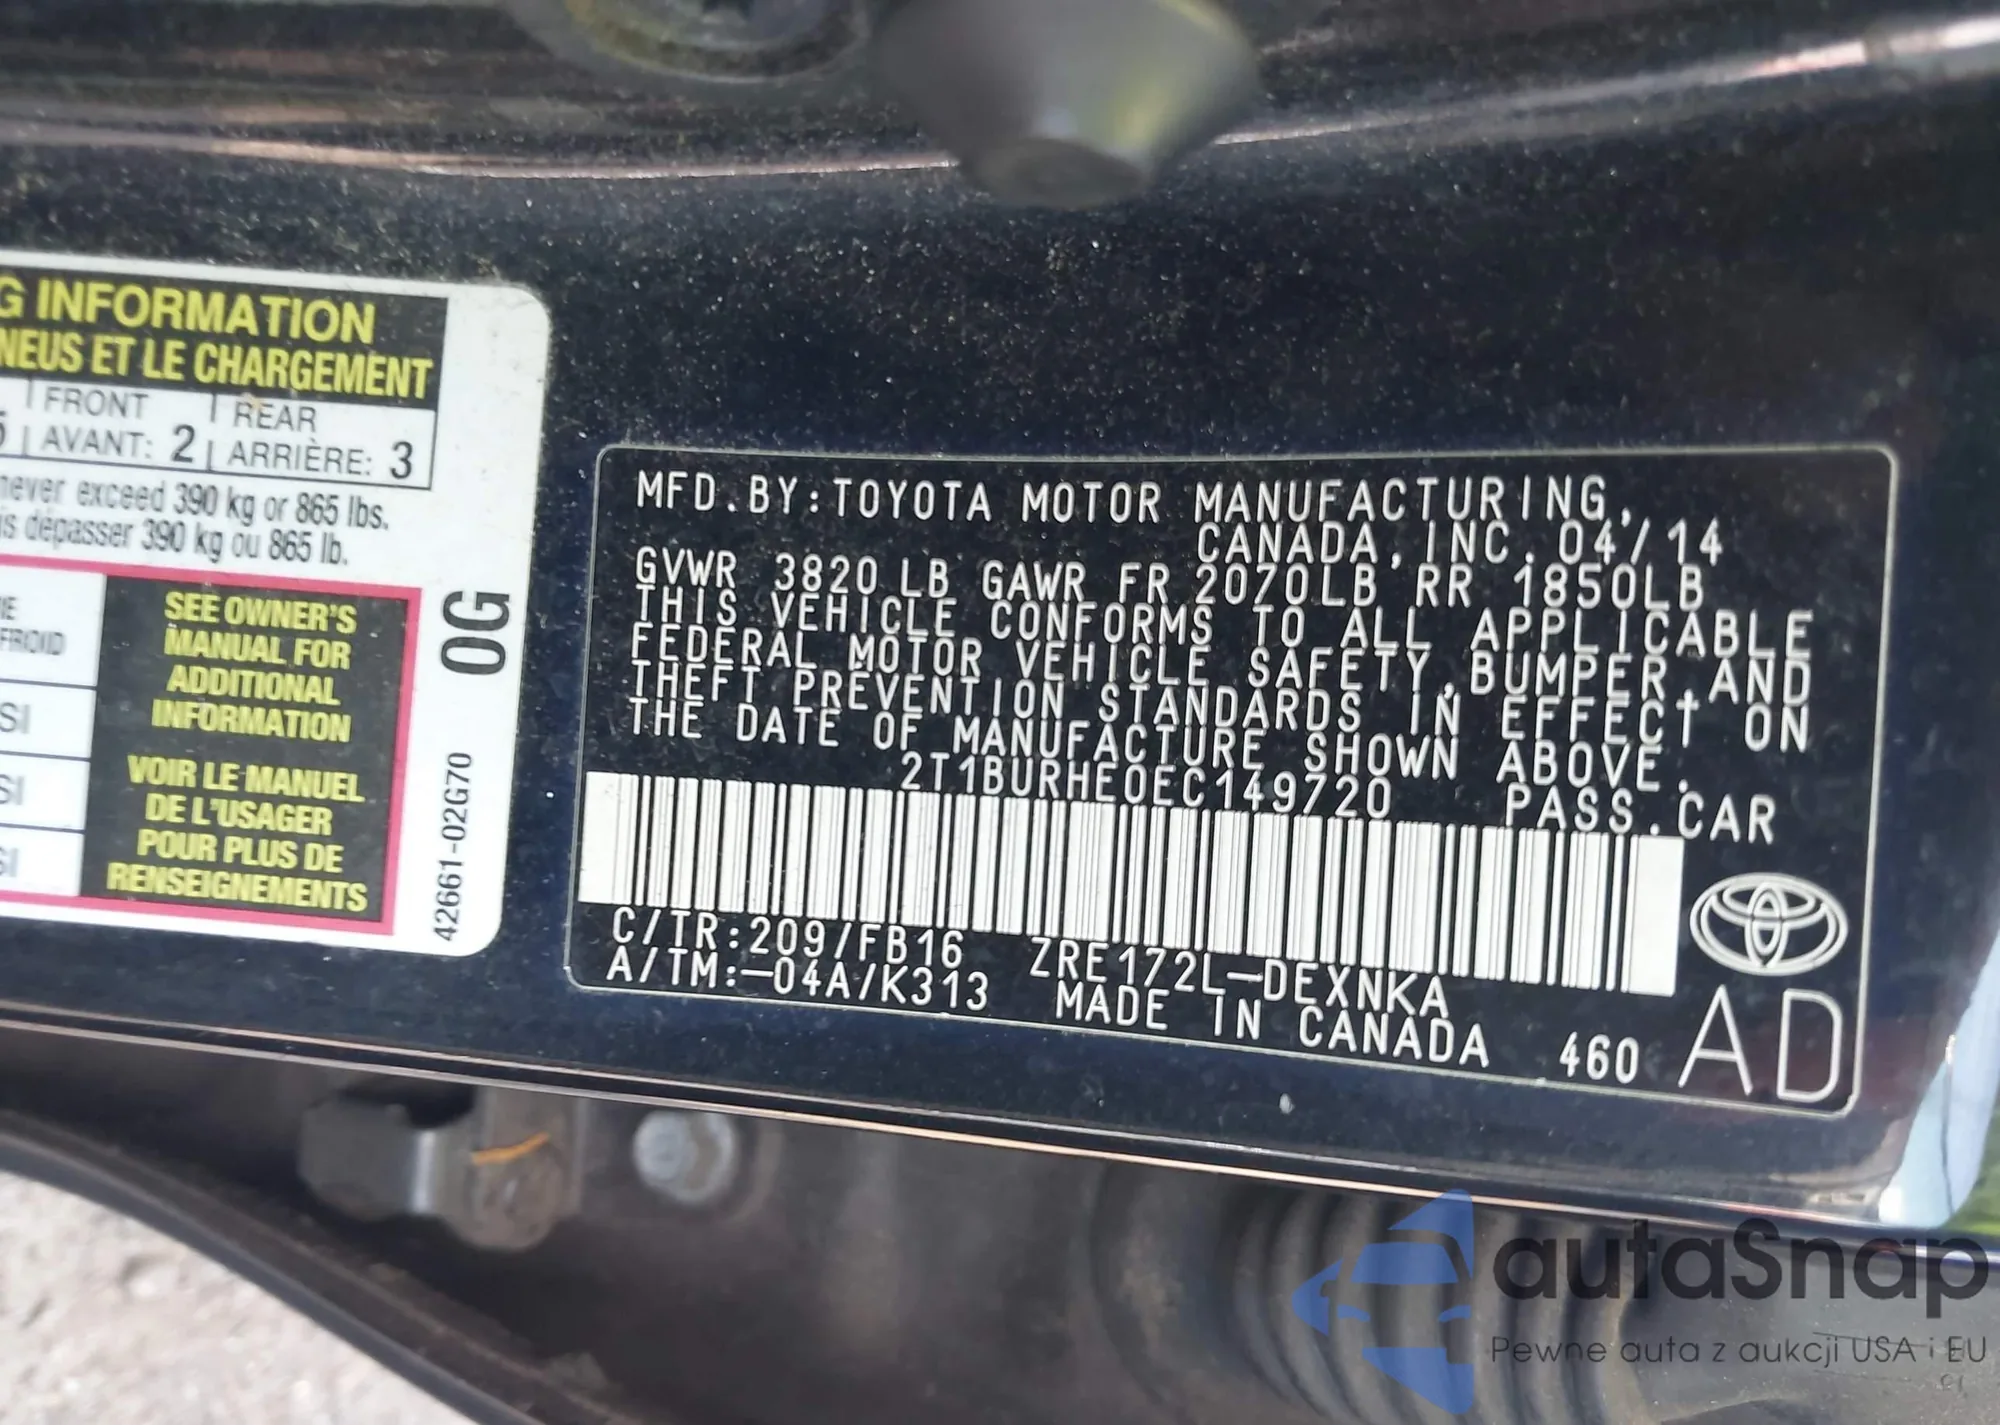 G INFORMATION
NEUS ET LE CHARGEMENT
FRONT REAR
AVANT: 2 ARRIÈRE: 3
never exceed 390 kg or 865 lbs.
is dépasser 390 kg ou 865 lb.
FROID
SEE OWNER'S
MANUAL FOR
ADDITIONAL
INFORMATION
VOIR LE MANUEL
DE L'USAGER
POUR PLUS DE
RENSEIGNEMENTS
SI
SI
SI
0G
42661-02G70
MFD.BY:TOYOTA MOTOR MANUFACTURING,
CANADA,INC.04/14
GVWR 3820LB GAWR FR 2070LB RR 1850LB
THIS VEHICLE CONFORMS TO ALL APPLICABLE
FEDERAL MOTOR VEHICLE SAFETY,BUMPER,AND
THEFT PREVENTION STANDARDS IN EFFECT ON
THE DATE OF MANUFACTURE SHOWN ABOVE.
2T1BURHE0EC149720 PASS.CAR
C/TR:209/FB16 ZRE172L-DEXNKA
A/TM:-04A/K313 MADE IN CANADA 460
AD
autaSnap
Pewne auta z aukcji USA i EU